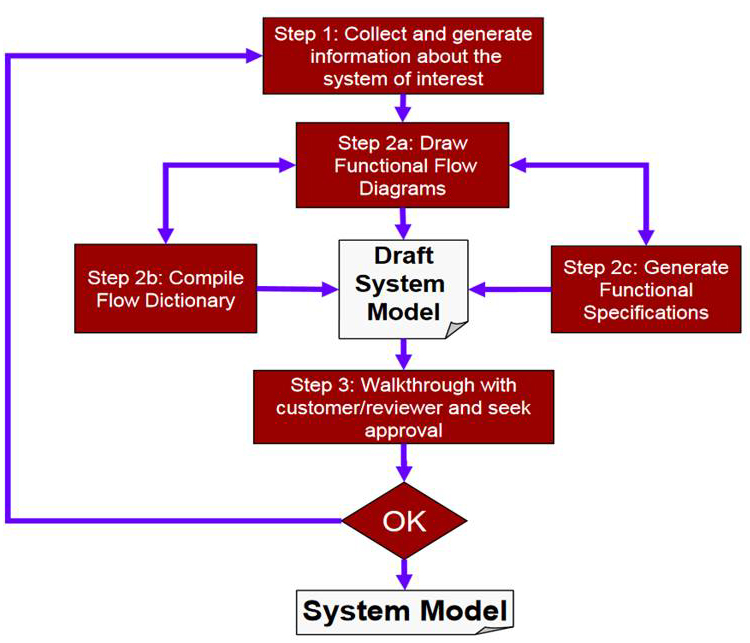 Step 1: Collect and generate
information about the
system of interest
Step 2a: Draw
Functional Flow
Diagrams
Step 2b: Compile
Flow Dictionary
Draft
System
Model
Step 2c: Generate
Functional
Specifications
Step 3: Walkthrough with
customer/reviewer and seek
approval
OK
System Model